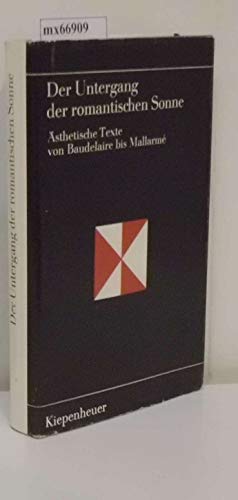 mx66909
Der Untergang
der romantischen Sonne
Ästhetische Texte
von Baudelaire bis Mallarmé
Kiepenheuer
Der Untergang der romantischen Sonne